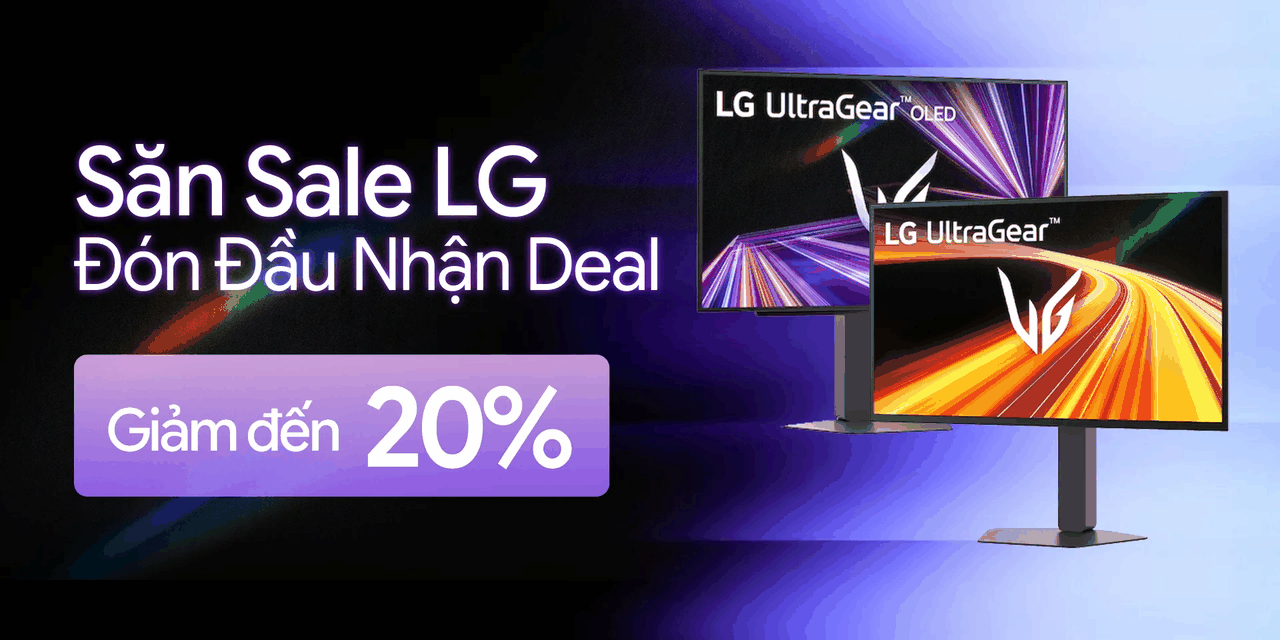 Săn Sale LG
Đón Đầu Nhận Deal
Giảm đến 20%
LG UltraGear™ OLED
LG UltraGear™